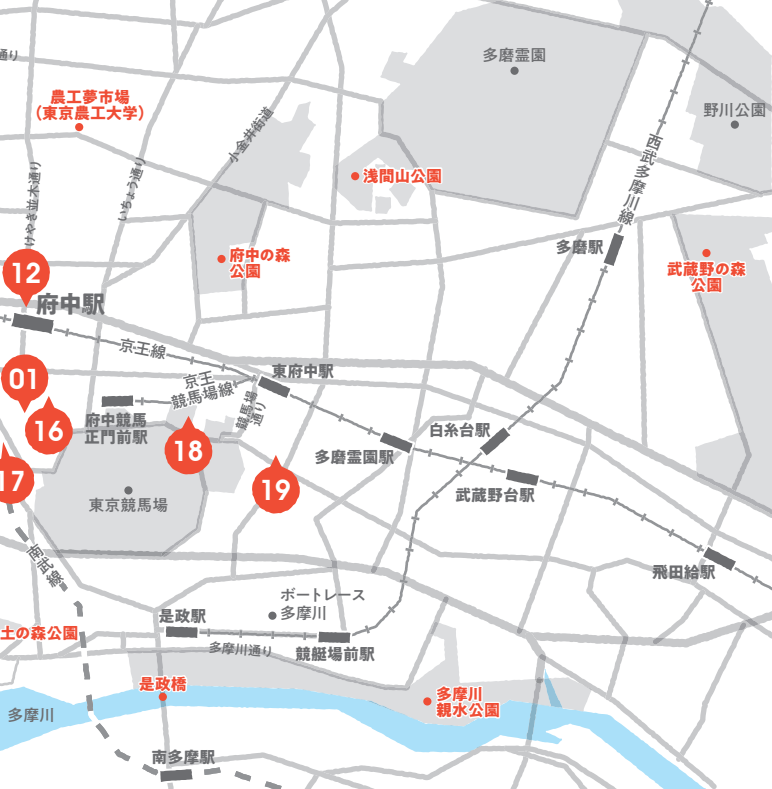 多磨霊園
通り
農工夢市場
（東京農工大学）
野川公園
小金井街道
西武多摩川線
けやき並木通り
いちょう通り
浅間山公園
多磨駅
府中の森
公園
武蔵野の森
公園
12
府中駅
京王線
東府中駅
01
京王
競馬場線
競馬場
通り
府中競馬
正門前駅
16
18
白糸台駅
多磨霊園駅
17
19
武蔵野台駅
東京競馬場
南武線
飛田給駅
ボートレース
多摩川
是政駅
土の森公園
多摩川通り
競艇場前駅
是政橋
多摩川
親水公園
多摩川
南多摩駅